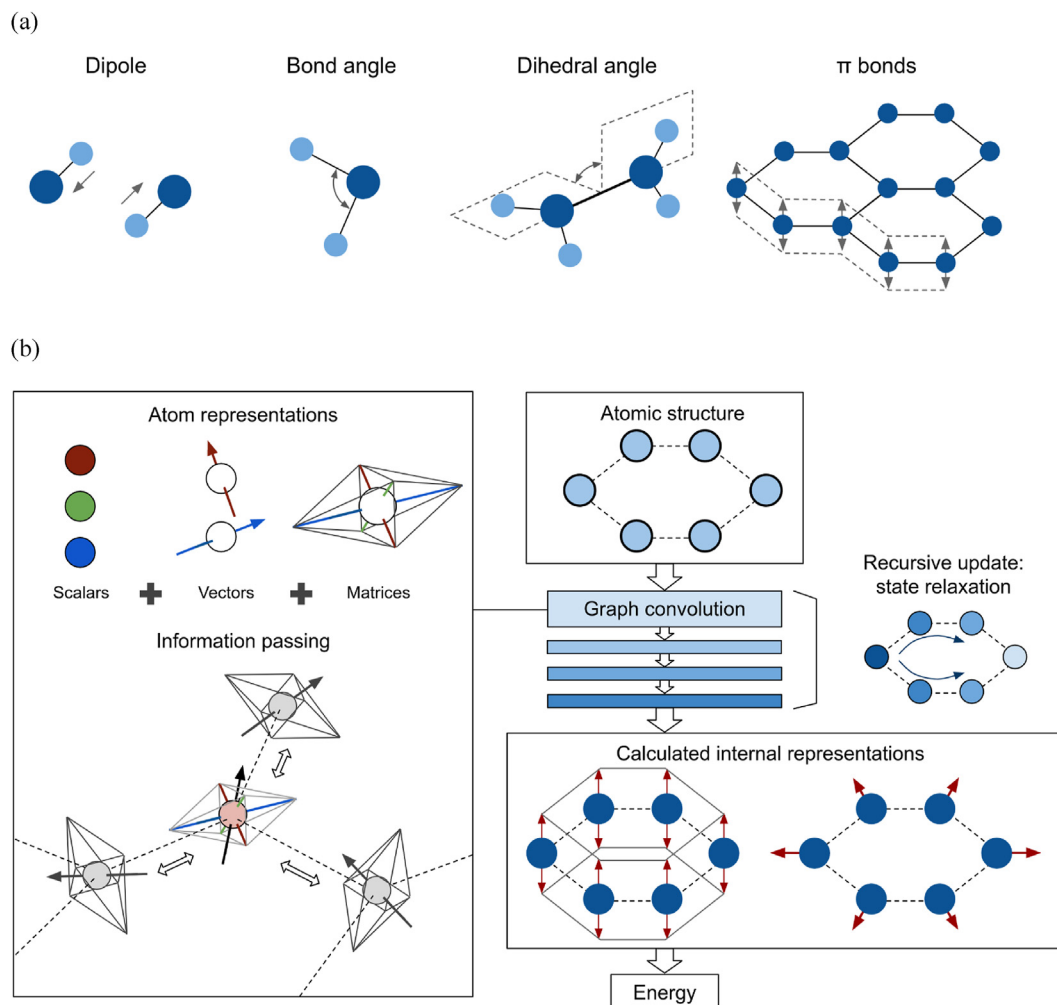 (a)
Dipole
Bond angle
Dihedral angle
π bonds
(b)
Atom representations
Scalars
Vectors
Matrices
Information passing
Atomic structure
Graph convolution
Recursive update:
state relaxation
Calculated internal representations
Energy